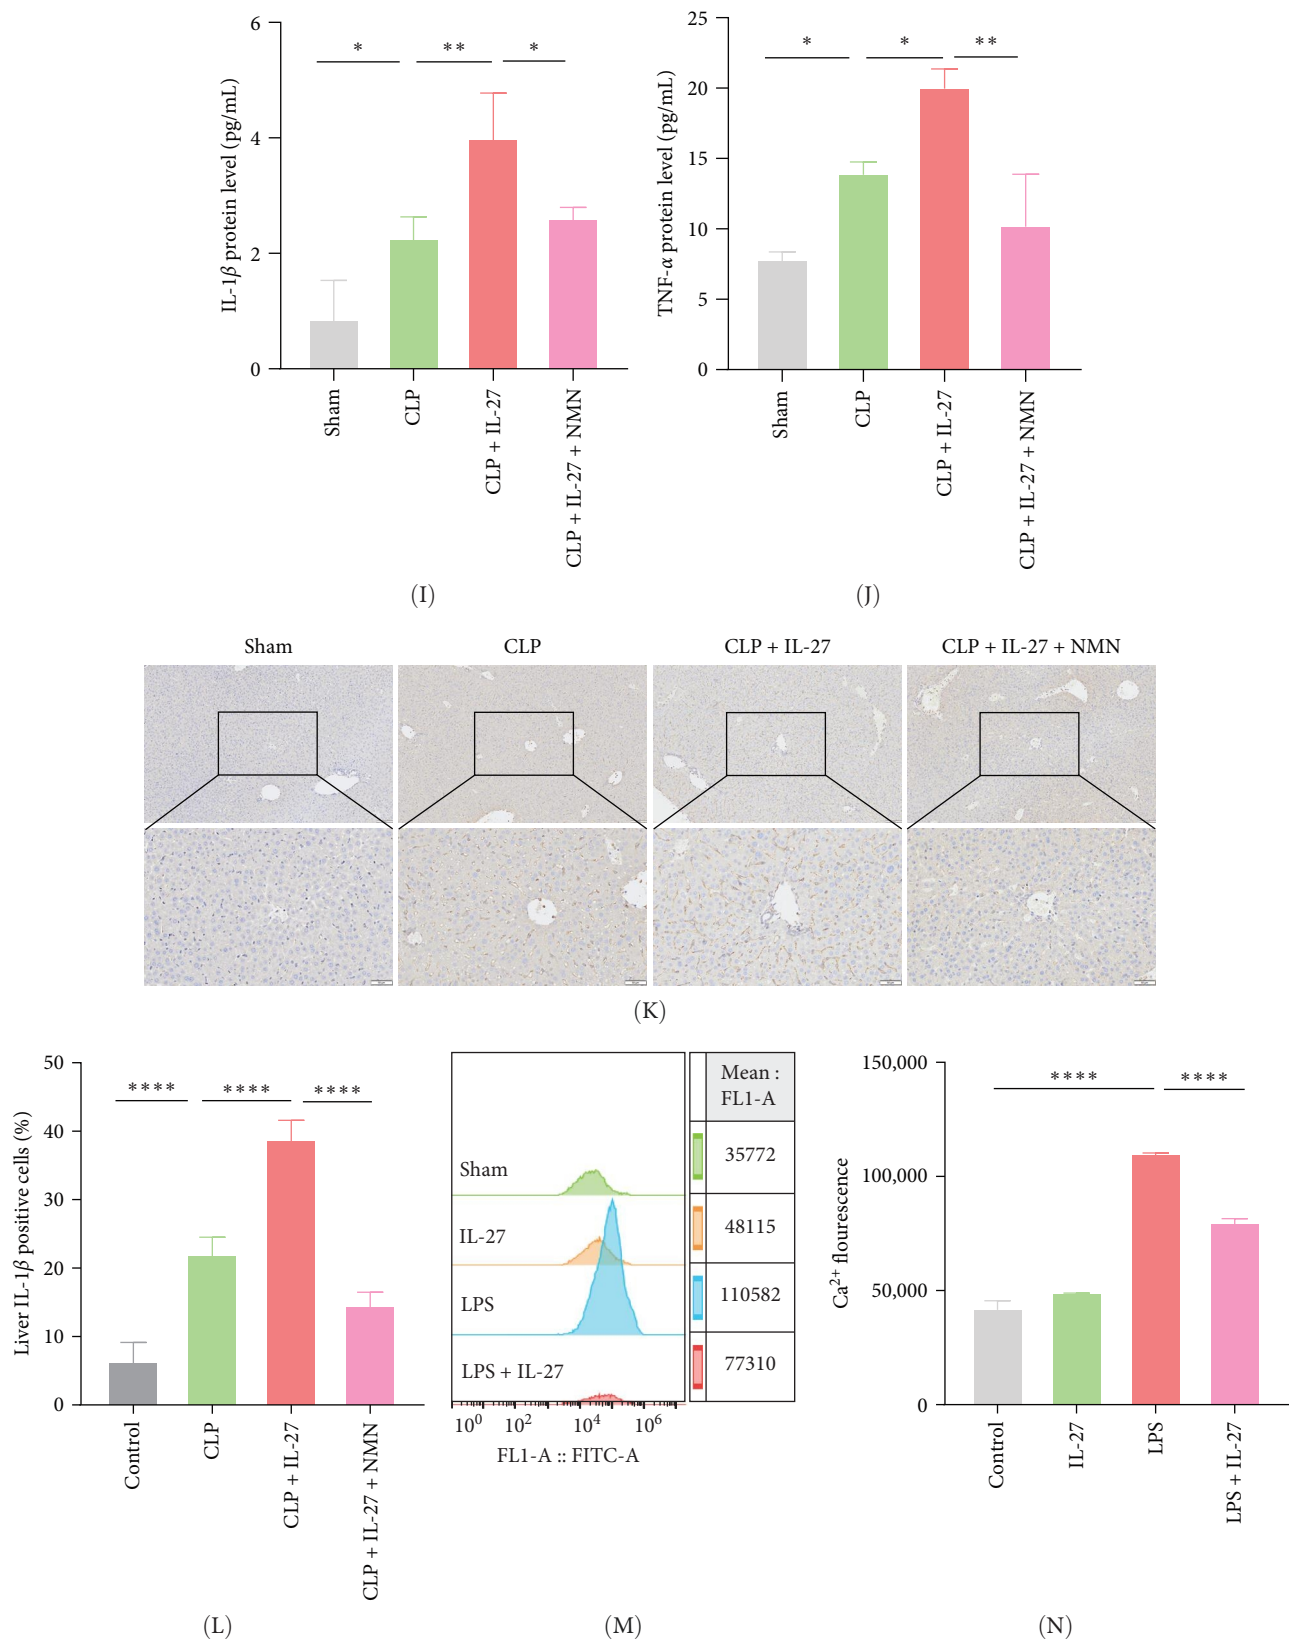 6
4
2
0
IL-1β protein level (pg/mL)
* ** *
Sham
CLP
CLP + IL-27
CLP + IL-27 + NMN
(I)
25
20
15
10
5
0
TNF-α protein level (pg/mL)
* * **
Sham
CLP
CLP + IL-27
CLP + IL-27 + NMN
(J)
Sham CLP CLP + IL-27 CLP + IL-27 + NMN
(K)
50
40
30
20
10
0
Liver IL-1β positive cells (%)
**** **** ****
Control
CLP
CLP + IL-27
CLP + IL-27 + NMN
(L)
Mean :
FL1-A
Sham 35772
IL-27 48115
LPS 110582
LPS + IL-27 77310
10⁰ 10² 10⁴ 10⁶
FL1-A :: FITC-A
(M)
150,000
100,000
50,000
0
Ca²⁺ flourescence
**** ****
Control
IL-27
LPS
LPS + IL-27
(N)